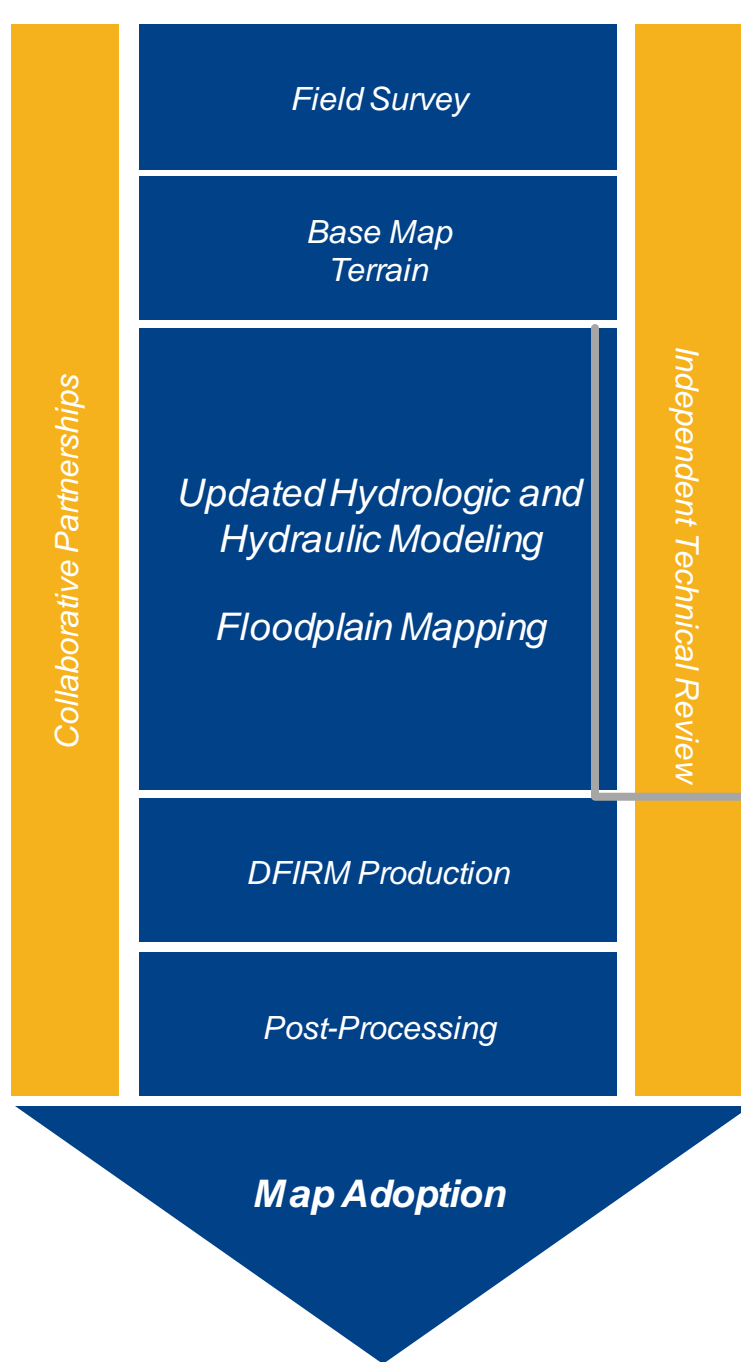 Field Survey
Base Map
Terrain
Collaborative Partnerships
Updated Hydrologic and
Hydraulic Modeling
Floodplain Mapping
Independent Technical Review
DFIRM Production
Post-Processing
Map Adoption